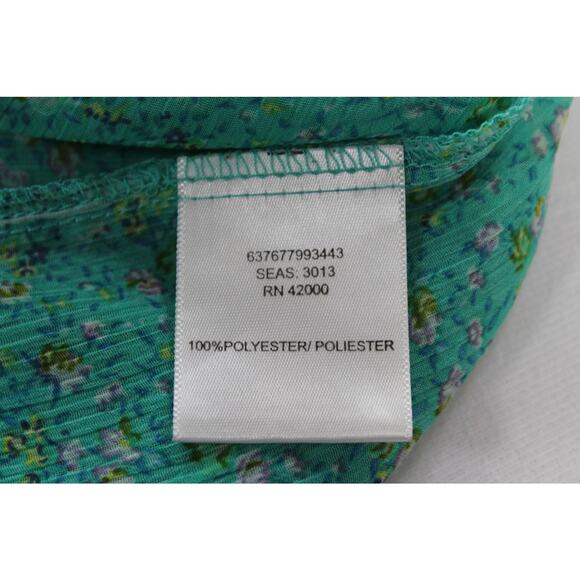 637677993443
SEAS. 3013
RN 42000
100%POLYESTER/ POLIESTER